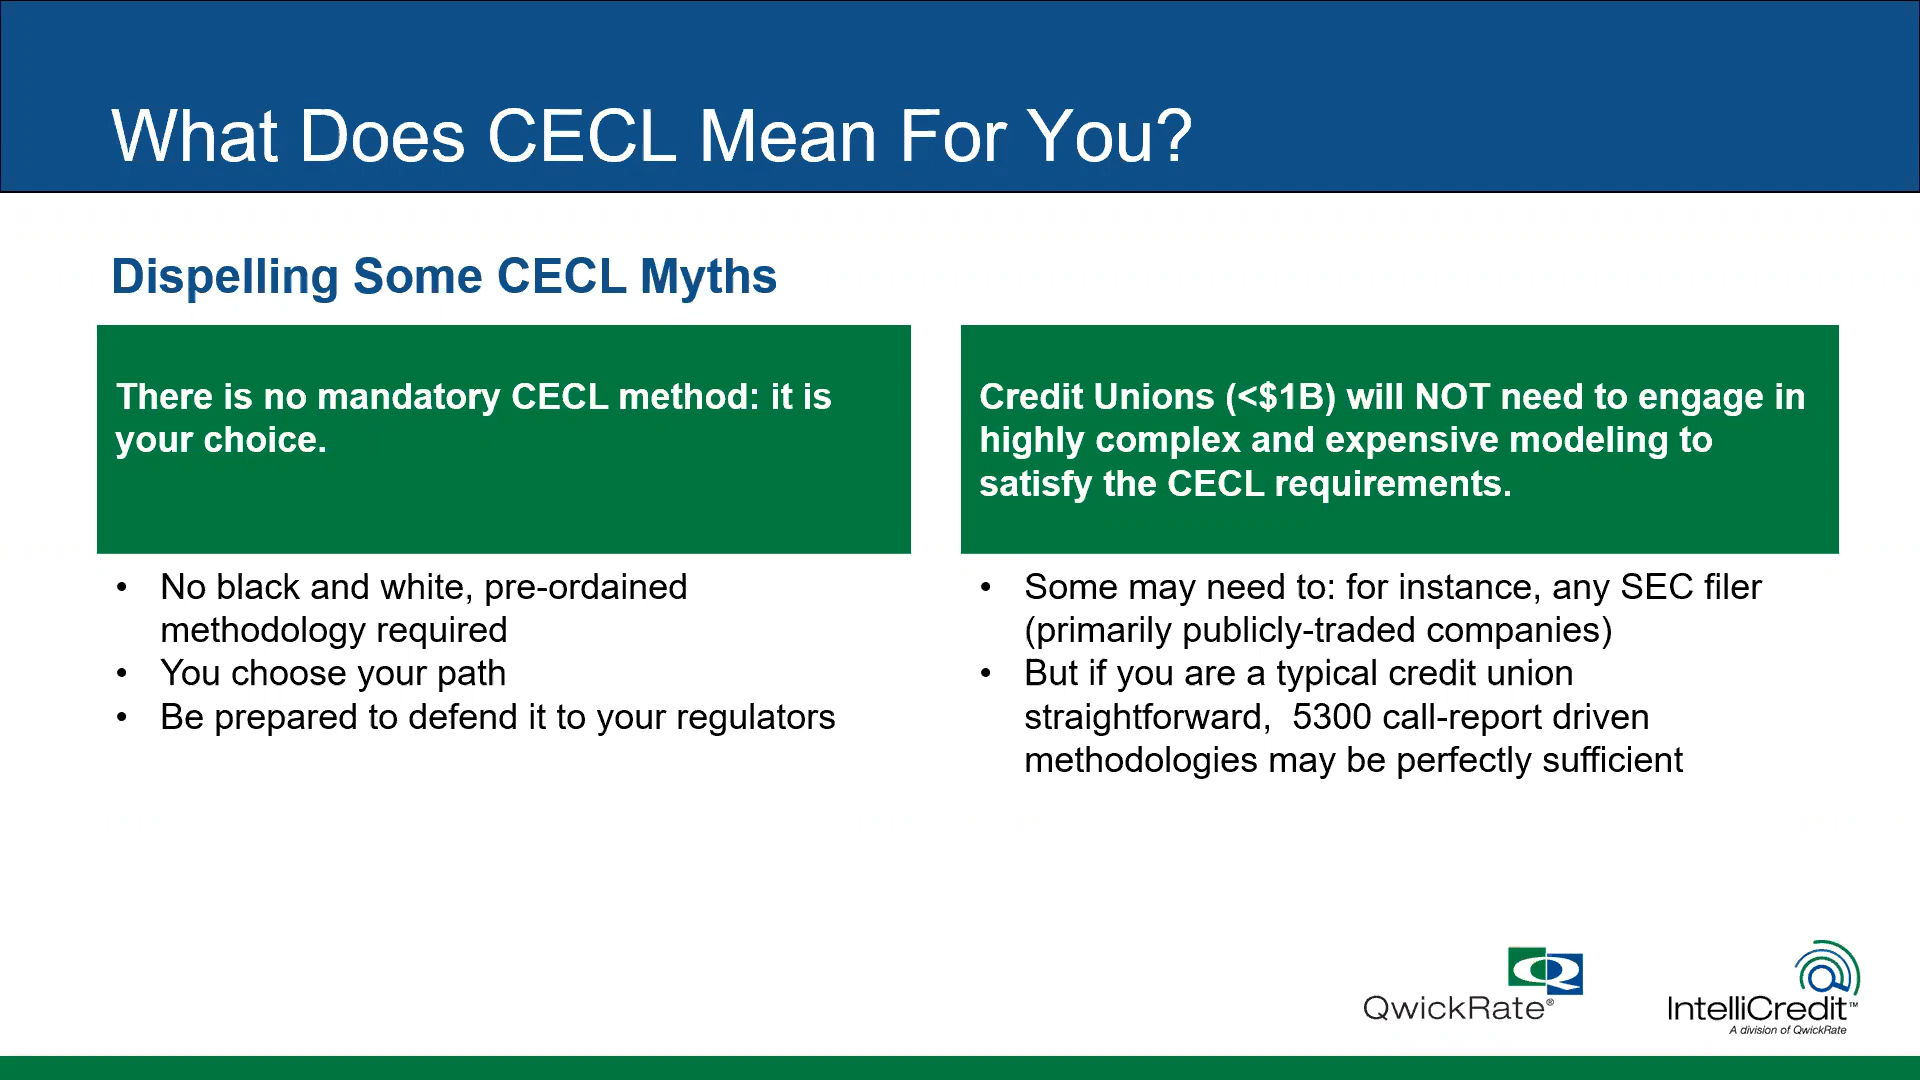 What Does CECL Mean For You?
Dispelling Some CECL Myths
There is no mandatory CECL method: it is
your choice.
• No black and white, pre-ordained
methodology required
• You choose your path
• Be prepared to defend it to your regulators
Credit Unions (<$1B) will NOT need to engage in
highly complex and expensive modeling to
satisfy the CECL requirements.
• Some may need to: for instance, any SEC filer
(primarily publicly-traded companies)
• But if you are a typical credit union
straightforward,  5300 call-report driven
methodologies may be perfectly sufficient
QwickRate®
IntelliCredit™
A division of QwickRate